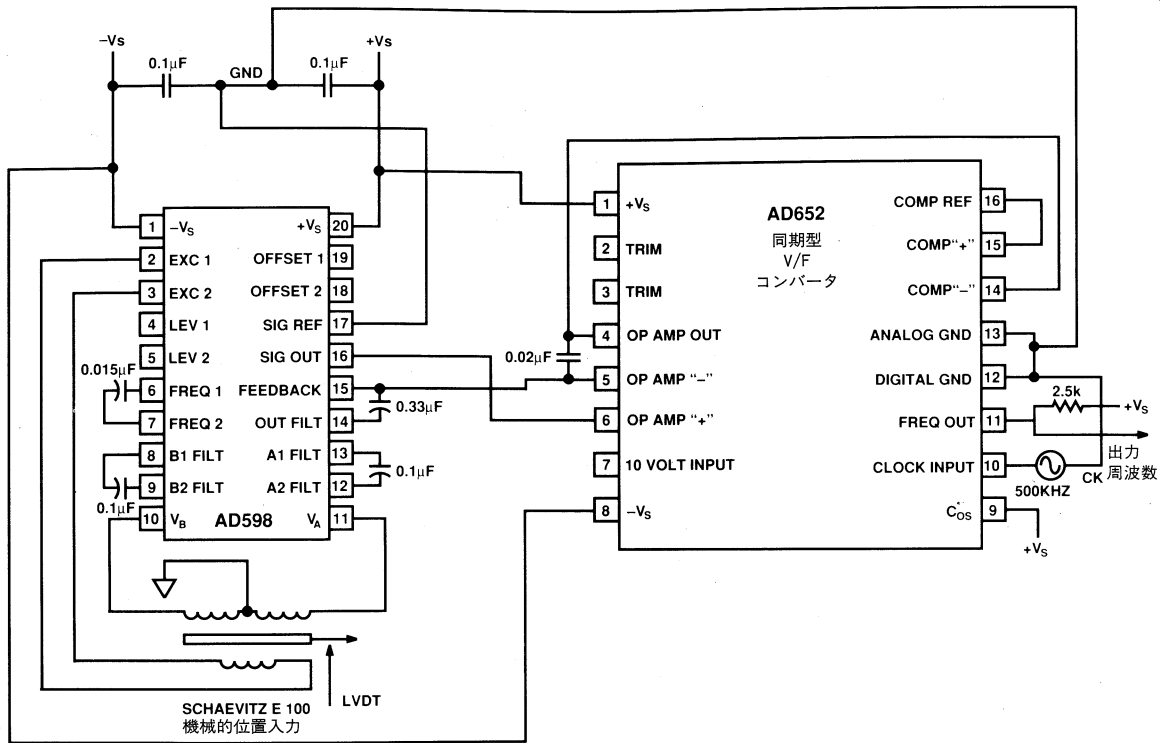 –Vs
+Vs
0.1µF
GND
0.1µF
1 –VS
2 EXC 1
3 EXC 2
4 LEV 1
5 LEV 2
6 FREQ 1
7 FREQ 2
8 B1 FILT
9 B2 FILT
10 VB
+VS 20
OFFSET 1 19
OFFSET 2 18
SIG REF 17
SIG OUT 16
FEEDBACK 15
OUT FILT 14
A1 FILT 13
A2 FILT 12
VA 11
AD598
0.015µF
0.1µF
0.33µF
0.1µF
0.02µF
1 +VS
2 TRIM
3 TRIM
4 OP AMP OUT
5 OP AMP “–”
6 OP AMP “+”
7 10 VOLT INPUT
8 –VS
AD652
同期型
V/F
コンバータ
COMP REF 16
COMP“+” 15
COMP“–” 14
ANALOG GND 13
DIGITAL GND 12
FREQ OUT 11
CLOCK INPUT 10
COS 9
2.5k
+VS
出力
周波数
CK
500KHZ
+VS
LVDT
SCHAEVITZ E 100
機械的位置入力